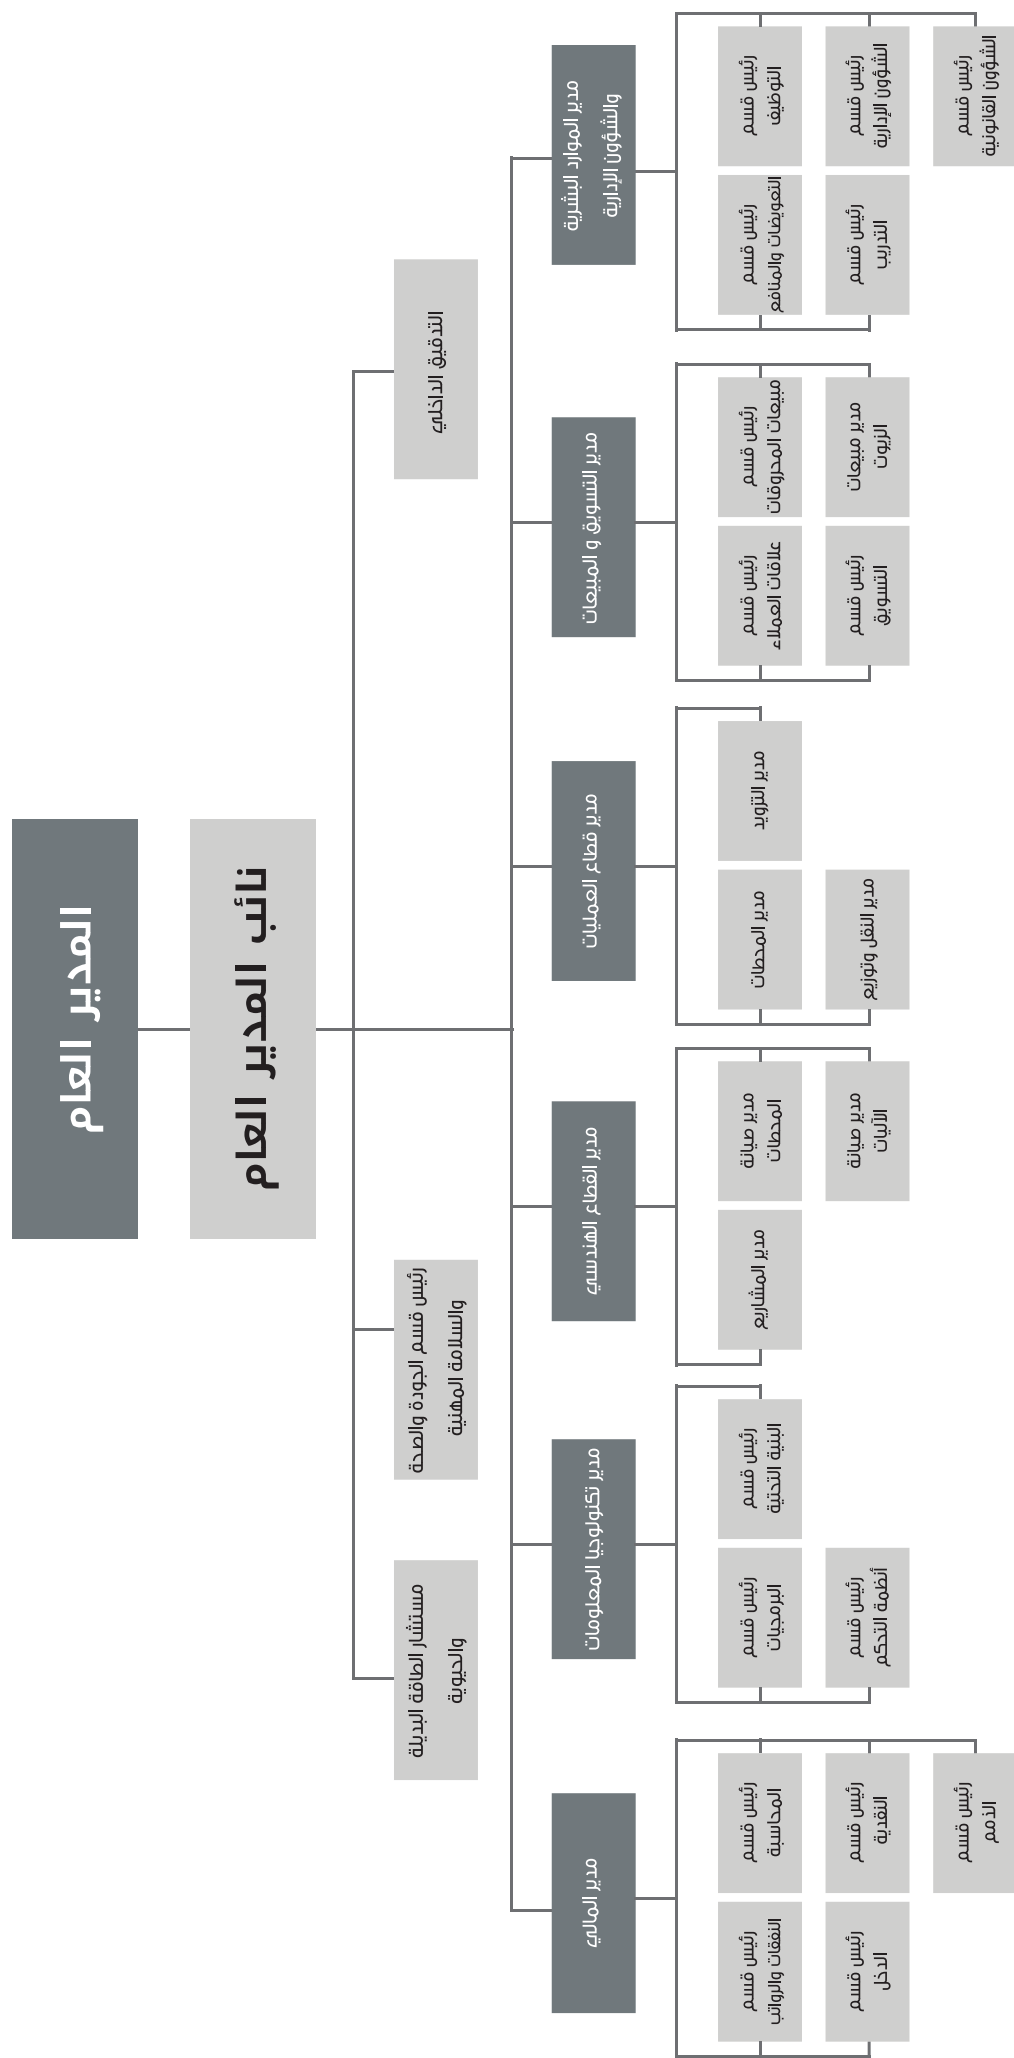 المدير العام
نائب المدير العام
التدقيق الداخلي
رئيس قسم الجودة والصحة
والسلامة المهنية
مستشار الطاقة البديلة
والحيوية
مدير الموارد البشرية
والشؤون الإدارية
رئيس قسم
التوظيف
رئيس قسم
الشؤون الإدارية
رئيس قسم
الشؤون القانونية
رئيس قسم
التعويضات والمنافع
رئيس قسم
التدريب
مدير التسويق و المبيعات
رئيس قسم
مبيعات المحروقات
مدير مبيعات
الزيوت
رئيس قسم
علاقات العملاء
رئيس قسم
التسويق
مدير قطاع العمليات
مدير التزويد
مدير المحطات
مدير النقل وتوزيع
مدير القطاع الهندسي
مدير صيانة
المحطات
مدير صيانة
الآليات
مدير المشاريع
مدير تكنولوجيا المعلومات
رئيس قسم
البنية التحتية
رئيس قسم
البرمجيات
رئيس قسم
أنظمة التحكم
مدير المالي
رئيس قسم
المحاسبة
رئيس قسم
النقدية
رئيس قسم
الذمم
رئيس قسم
النفقات والرواتب
رئيس قسم
الدخل